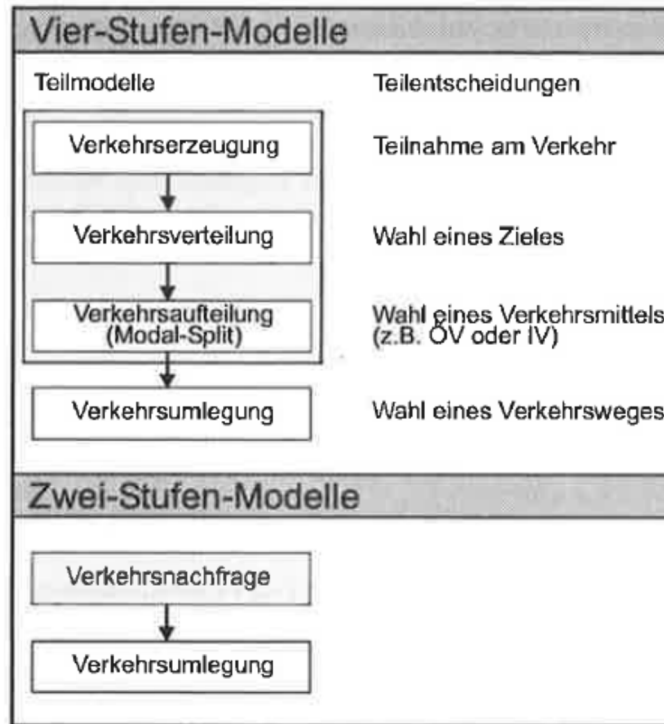 Vier-Stufen-Modelle
Teilmodelle
Teilentscheidungen
Verkehrserzeugung
Teilnahme am Verkehr
Verkehrsverteilung
Wahl eines Zieles
Verkehrsaufteilung
(Modal-Split)
Wahl eines Verkehrsmittels
(z.B. ÖV oder IV)
Verkehrsumlegung
Wahl eines Verkehrsweges
Zwei-Stufen-Modelle
Verkehrsnachfrage
Verkehrsumlegung